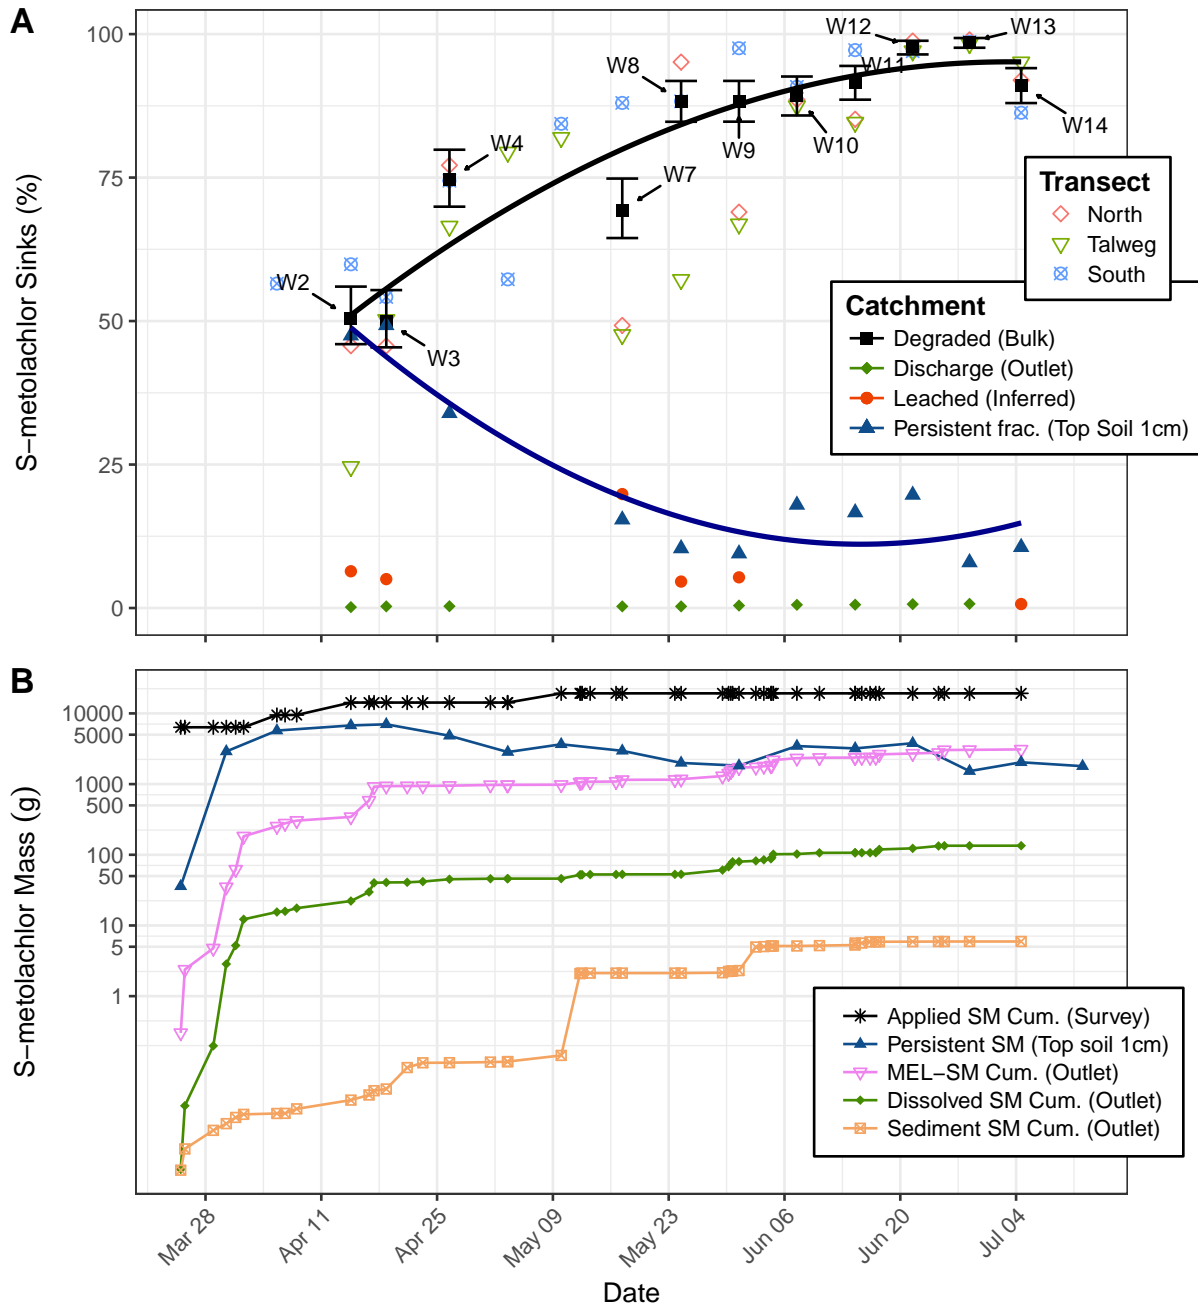 A
S−metolachlor Sinks (%)
100
75
50
25
0
W2
W3
W4
W7
W8
W9
W10
W11
W12
W13
W14
Transect
North
Talweg
South
Catchment
Degraded (Bulk)
Discharge (Outlet)
Leached (Inferred)
Persistent frac. (Top Soil 1cm)
B
S−metolachlor Mass (g)
10000
5000
1000
500
100
50
10
5
1
Applied SM Cum. (Survey)
Persistent SM (Top soil 1cm)
MEL−SM Cum. (Outlet)
Dissolved SM Cum. (Outlet)
Sediment SM Cum. (Outlet)
Mar 28
Apr 11
Apr 25
May 09
May 23
Jun 06
Jun 20
Jul 04
Date